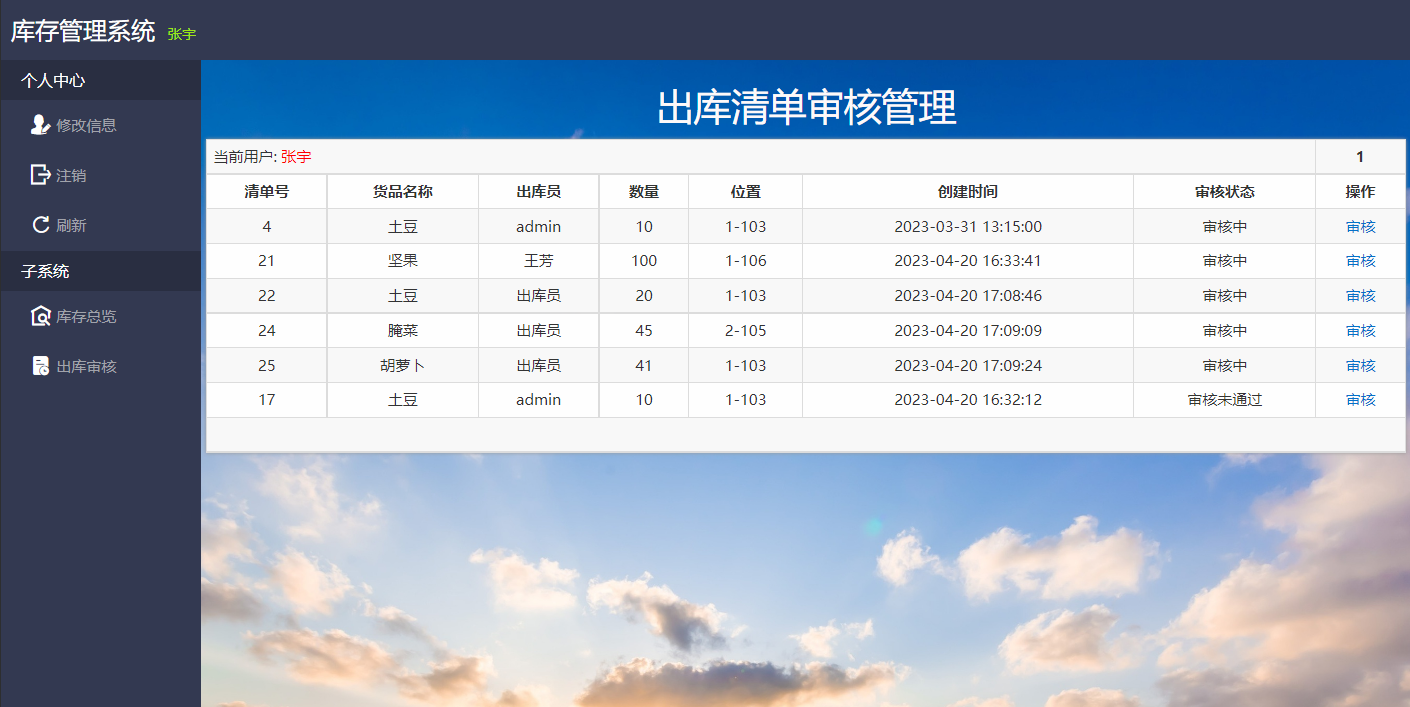 库存管理系统 张宇
个人中心
修改信息
注销
刷新
子系统
库存总览
出库审核
出库清单审核管理
当前用户: 张宇 1
清单号 货品名称 出库员 数量 位置 创建时间 审核状态 操作
4 土豆 admin 10 1-103 2023-03-31 13:15:00 审核中 审核
21 坚果 王芳 100 1-106 2023-04-20 16:33:41 审核中 审核
22 土豆 出库员 20 1-103 2023-04-20 17:08:46 审核中 审核
24 腌菜 出库员 45 2-105 2023-04-20 17:09:09 审核中 审核
25 胡萝卜 出库员 41 1-103 2023-04-20 17:09:24 审核中 审核
17 土豆 admin 10 1-103 2023-04-20 16:32:12 审核未通过 审核